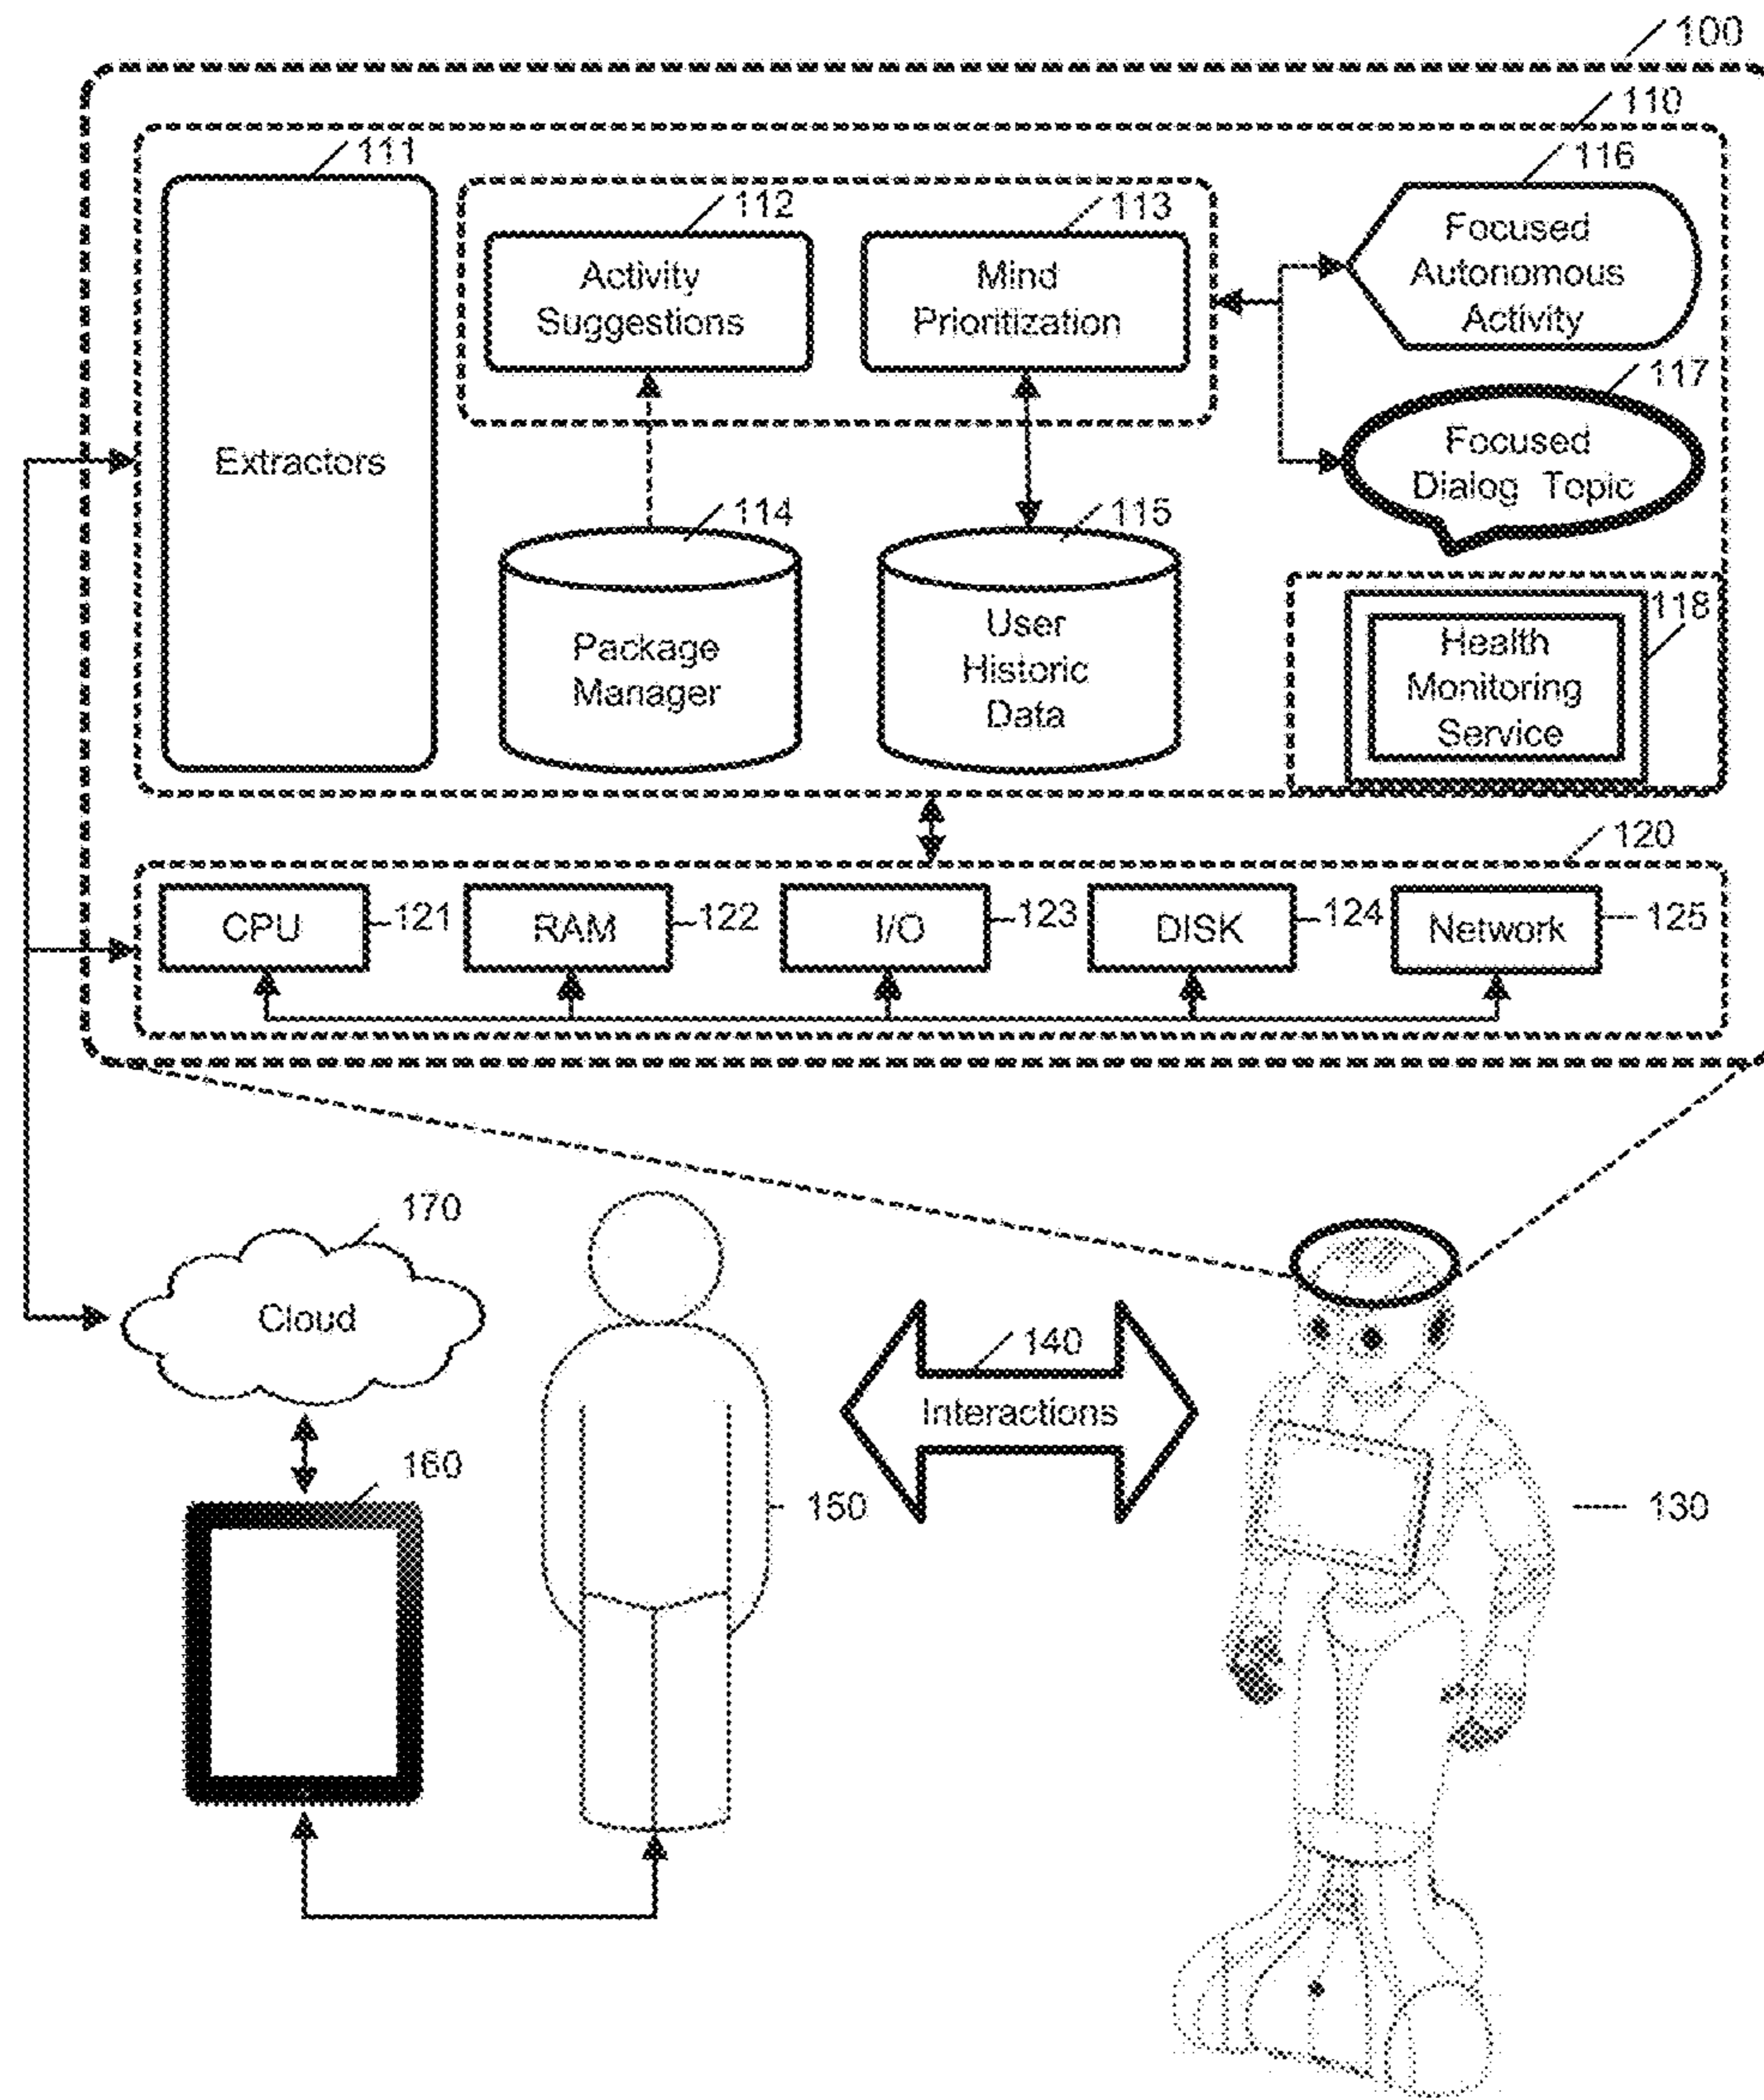 100
110
111
112
113
116
Activity
Suggestions
Mind
Prioritization
Focused
Autonomous
Activity
117
Extractors
Focused
Dialog Topic
114
115
Package
Manager
User
Historic
Data
118
Health
Monitoring
Service
120
CPU
121
RAM
122
I/O
123
DISK
124
Network
125
170
Cloud
140
Interactions
160
150
130